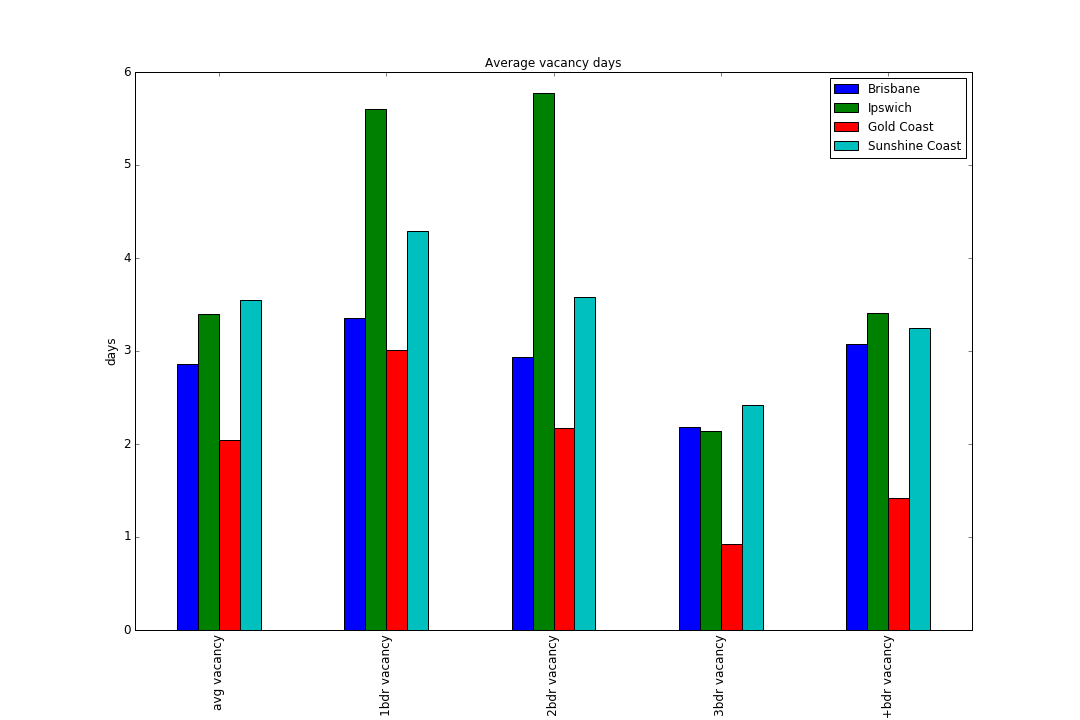 Average vacancy days
6
5
4
3
2
1
0
days
Brisbane
Ipswich
Gold Coast
Sunshine Coast
avg vacancy
1bdr vacancy
2bdr vacancy
3bdr vacancy
+bdr vacancy